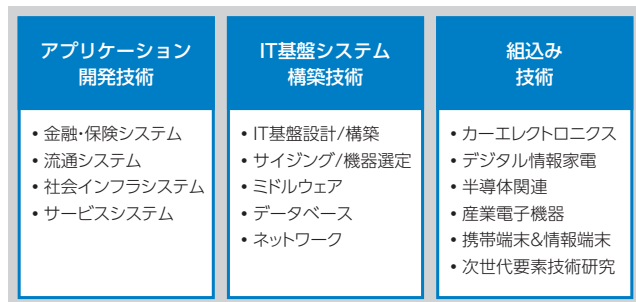 アプリケーション
開発技術
• 金融・保険システム
• 流通システム
• 社会インフラシステム
• サービスシステム
IT基盤システム
構築技術
• IT基盤設計/構築
• サイジング/機器選定
• ミドルウェア
• データベース
• ネットワーク
組込み
技術
• カーエレクトロニクス
• デジタル情報家電
• 半導体関連
• 産業電子機器
• 携帯端末&情報端末
• 次世代要素技術研究